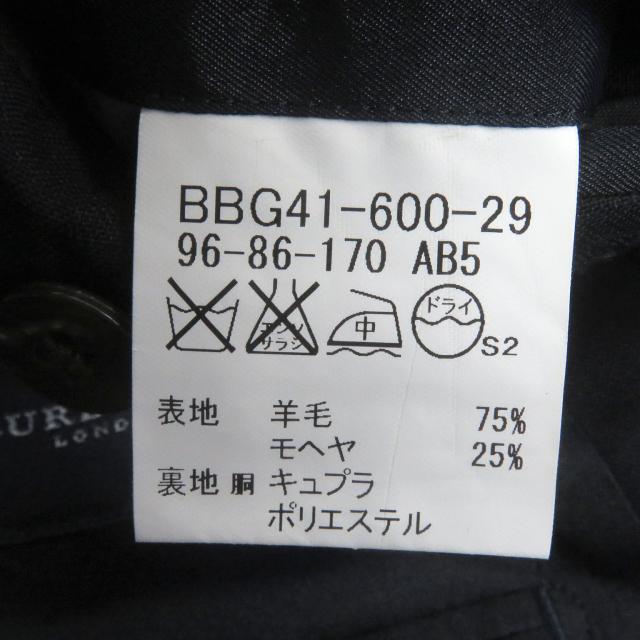 BBG41-600-29
96-86-170 AB5
エンソ
サラシ
中
ドライ
S2
表地 羊毛 75%
モヘヤ 25%
裏地 胴 キュプラ
ポリエステル
LOND